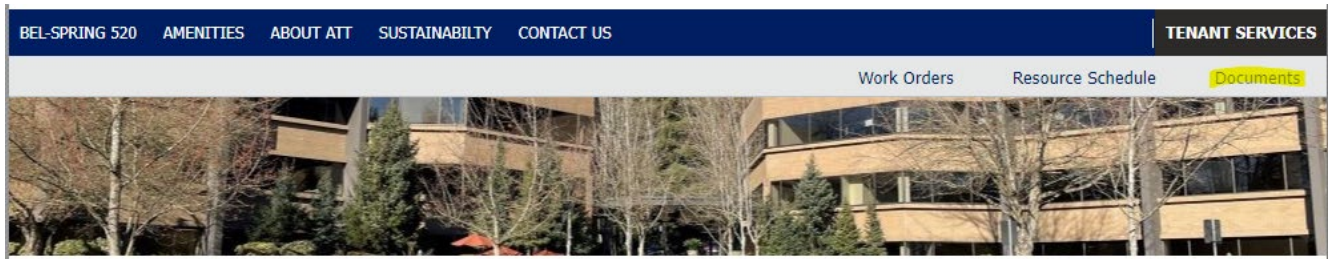 BEL-SPRING 520 AMENITIES ABOUT ATT SUSTAINABILTY CONTACT US TENANT SERVICES
Work Orders Resource Schedule Documents